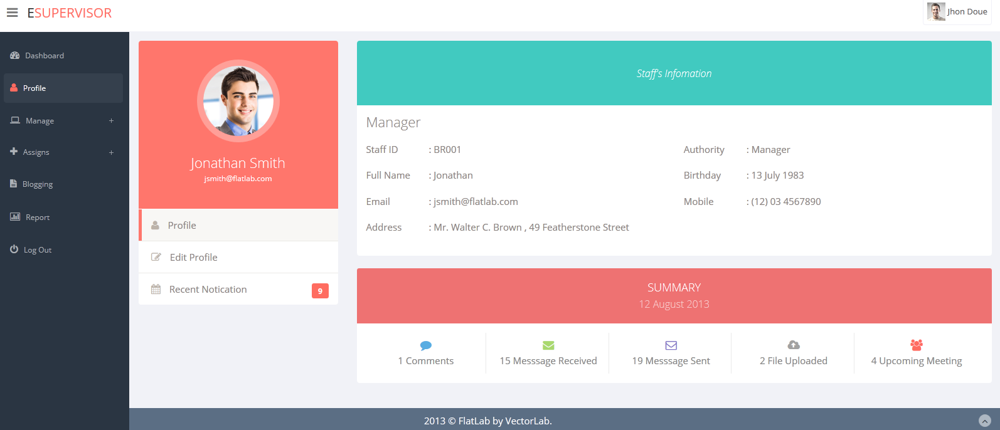 ESUPERVISOR
Jhon Doue
Dashboard
Profile
Manage +
Assigns +
Blogging
Report
Log Out
Jonathan Smith
jsmith@flatlab.com
Profile
Edit Profile
Recent Notication 9
Staff's Infomation
Manager
Staff ID : BR001 Authority : Manager
Full Name : Jonathan Birthday : 13 July 1983
Email : jsmith@flatlab.com Mobile : (12) 03 4567890
Address : Mr. Walter C. Brown , 49 Featherstone Street
SUMMARY
12 August 2013
1 Comments 15 Messsage Received 19 Messsage Sent 2 File Uploaded 4 Upcoming Meeting
2013 © FlatLab by VectorLab.